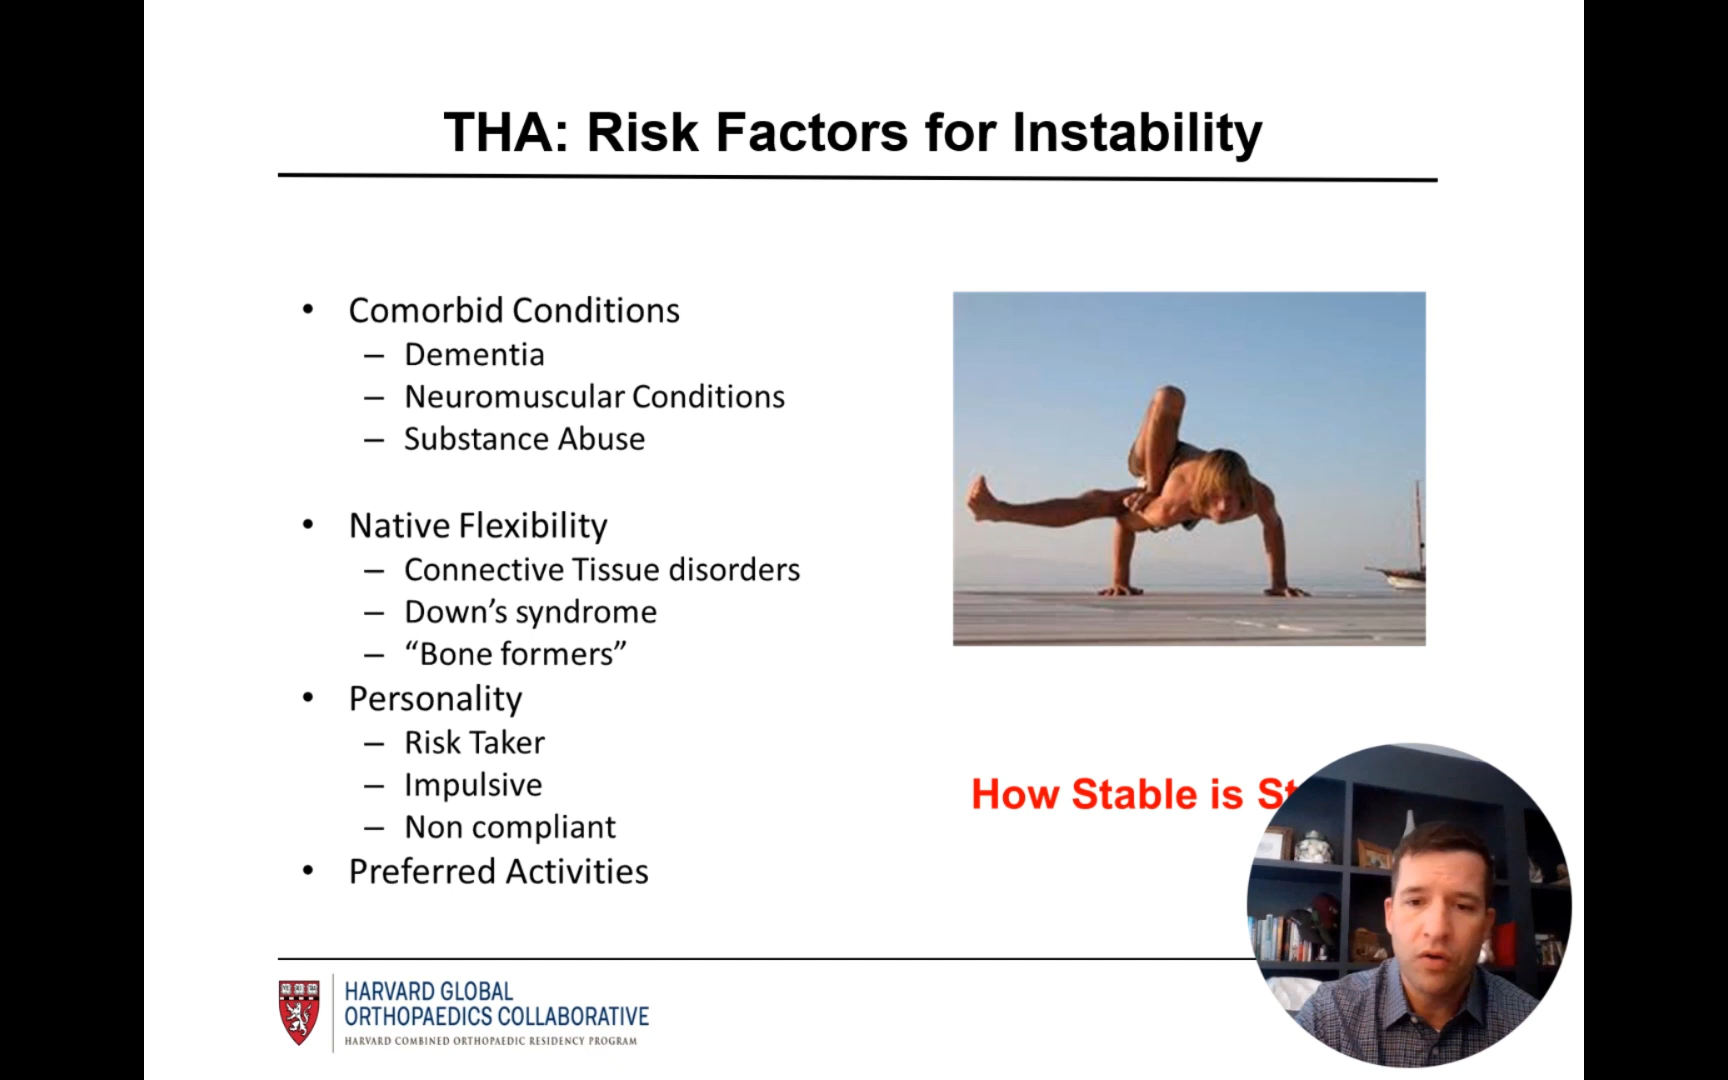 THA: Risk Factors for Instability
• Comorbid Conditions
– Dementia
– Neuromuscular Conditions
– Substance Abuse
• Native Flexibility
– Connective Tissue disorders
– Down’s syndrome
– “Bone formers”
• Personality
– Risk Taker
– Impulsive
– Non compliant
• Preferred Activities
How Stable is
HARVARD GLOBAL
ORTHOPAEDICS COLLABORATIVE
HARVARD COMBINED ORTHOPAEDIC RESIDENCY PROGRAM